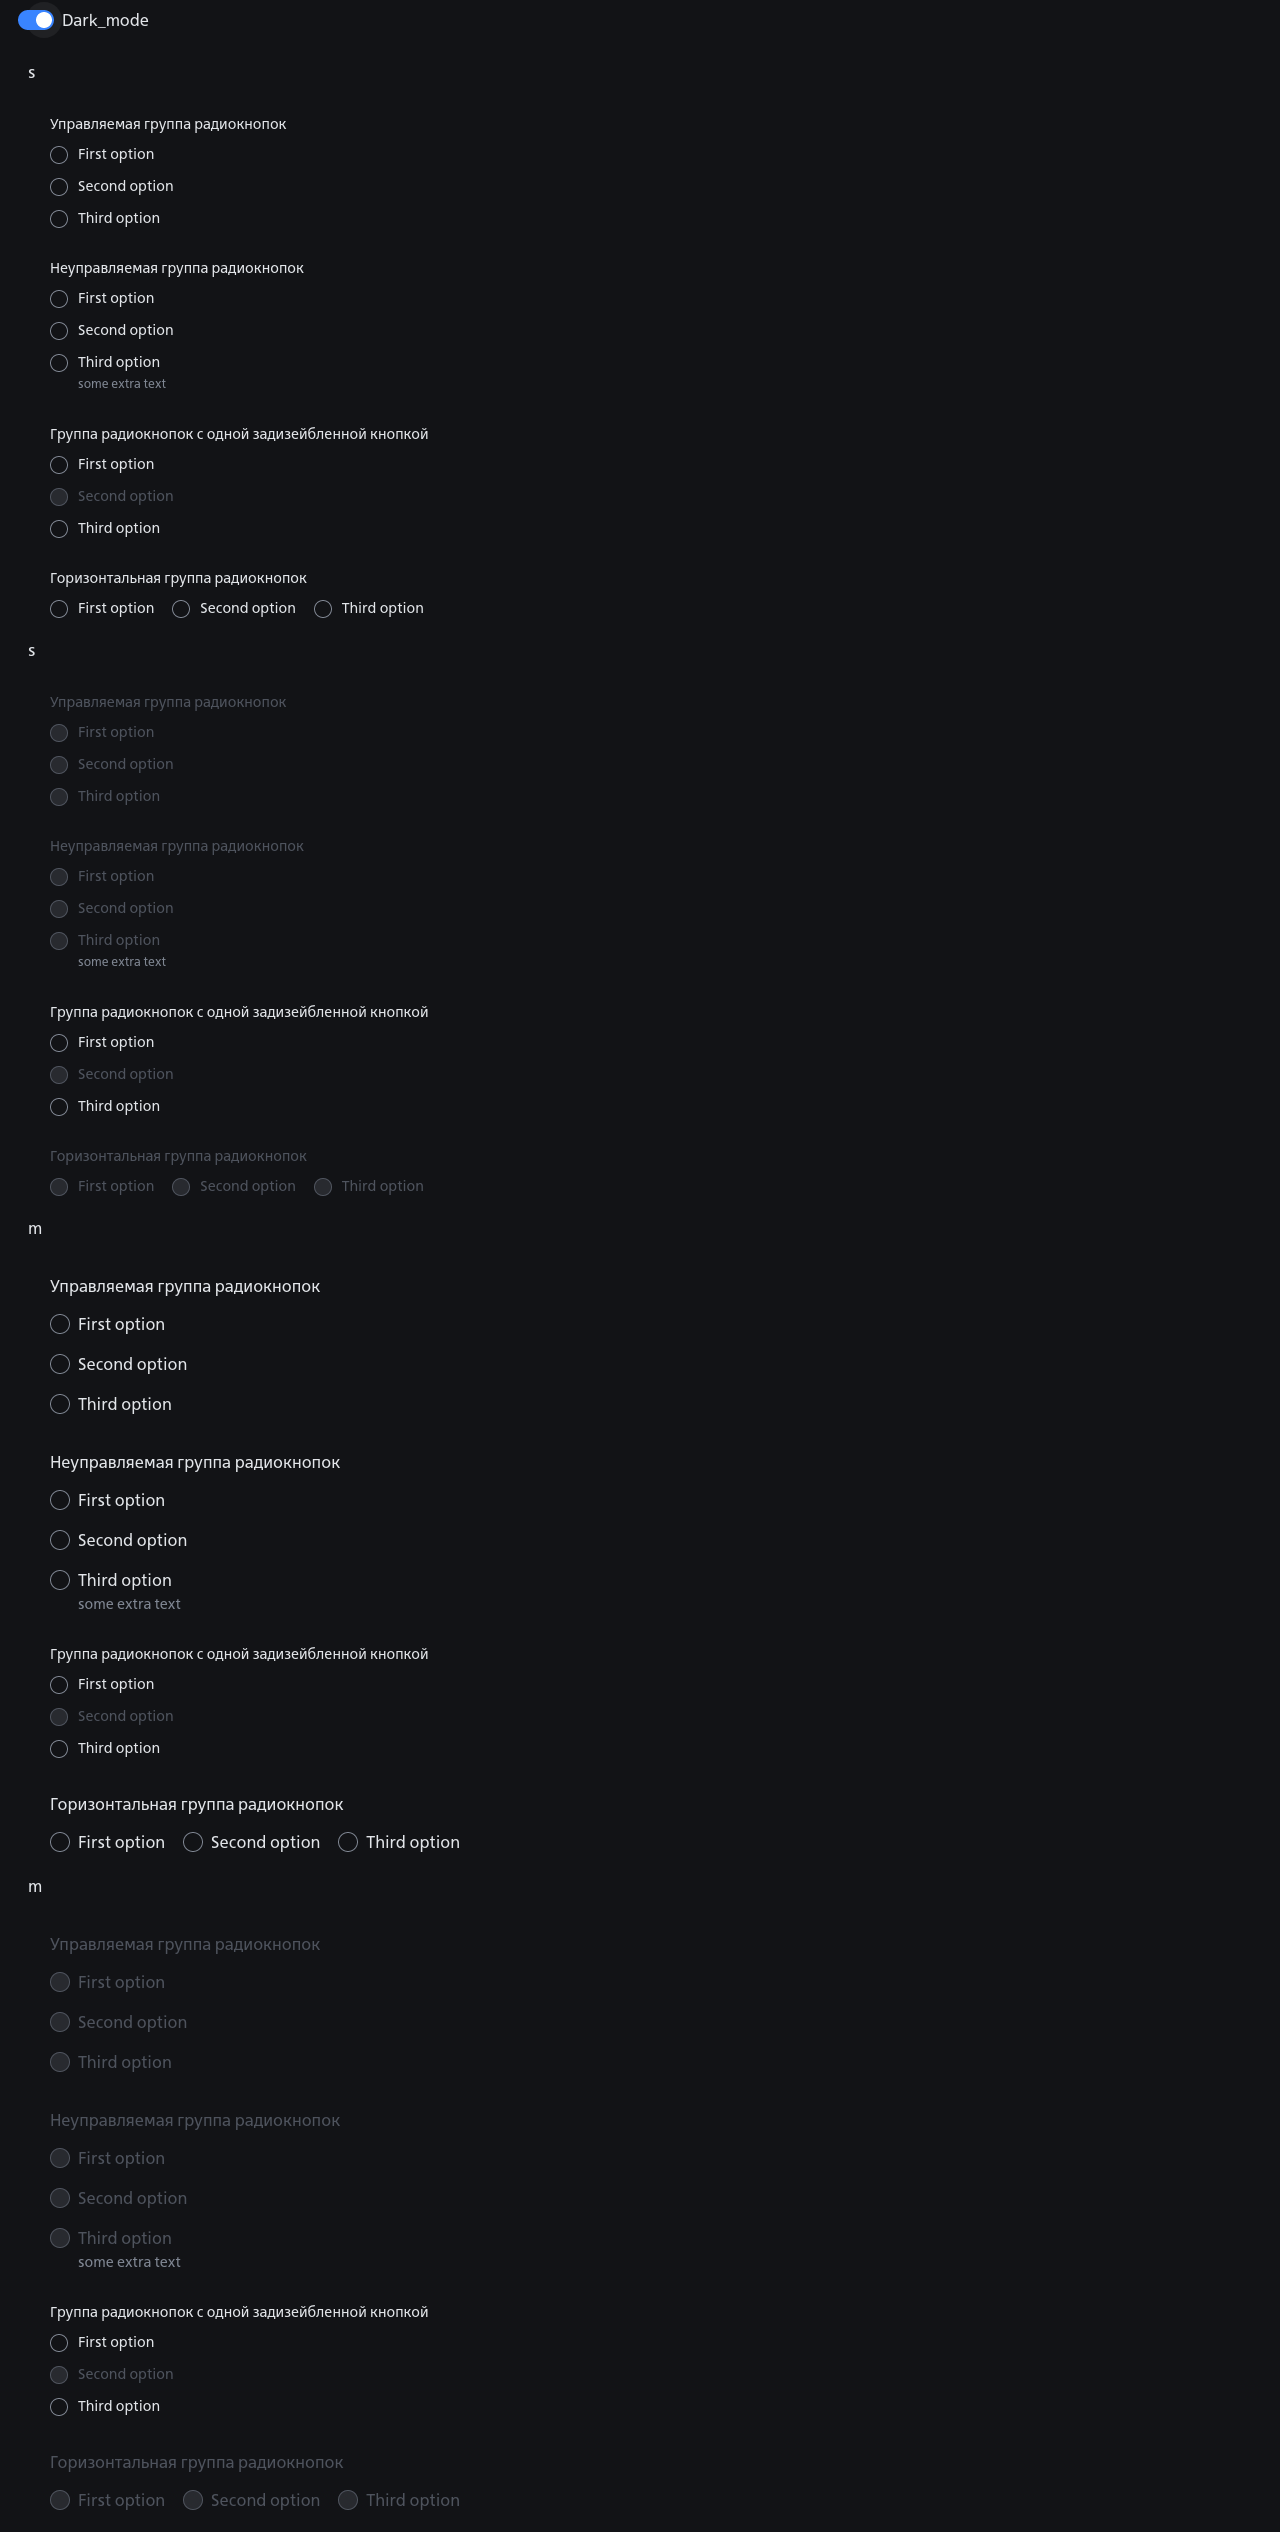 Dark_mode
s
Управляемая группа радиокнопок
First option
Second option
Third option
Неуправляемая группа радиокнопок
First option
Second option
Third option
some extra text
Группа радиокнопок с одной задизейбленной кнопкой
First option
Second option
Third option
Горизонтальная группа радиокнопок
First option Second option Third option
s
Управляемая группа радиокнопок
First option
Second option
Third option
Неуправляемая группа радиокнопок
First option
Second option
Third option
some extra text
Группа радиокнопок с одной задизейбленной кнопкой
First option
Second option
Third option
Горизонтальная группа радиокнопок
First option Second option Third option
m
Управляемая группа радиокнопок
First option
Second option
Third option
Неуправляемая группа радиокнопок
First option
Second option
Third option
some extra text
Группа радиокнопок с одной задизейбленной кнопкой
First option
Second option
Third option
Горизонтальная группа радиокнопок
First option Second option Third option
m
Управляемая группа радиокнопок
First option
Second option
Third option
Неуправляемая группа радиокнопок
First option
Second option
Third option
some extra text
Группа радиокнопок с одной задизейбленной кнопкой
First option
Second option
Third option
Горизонтальная группа радиокнопок
First option Second option Third option